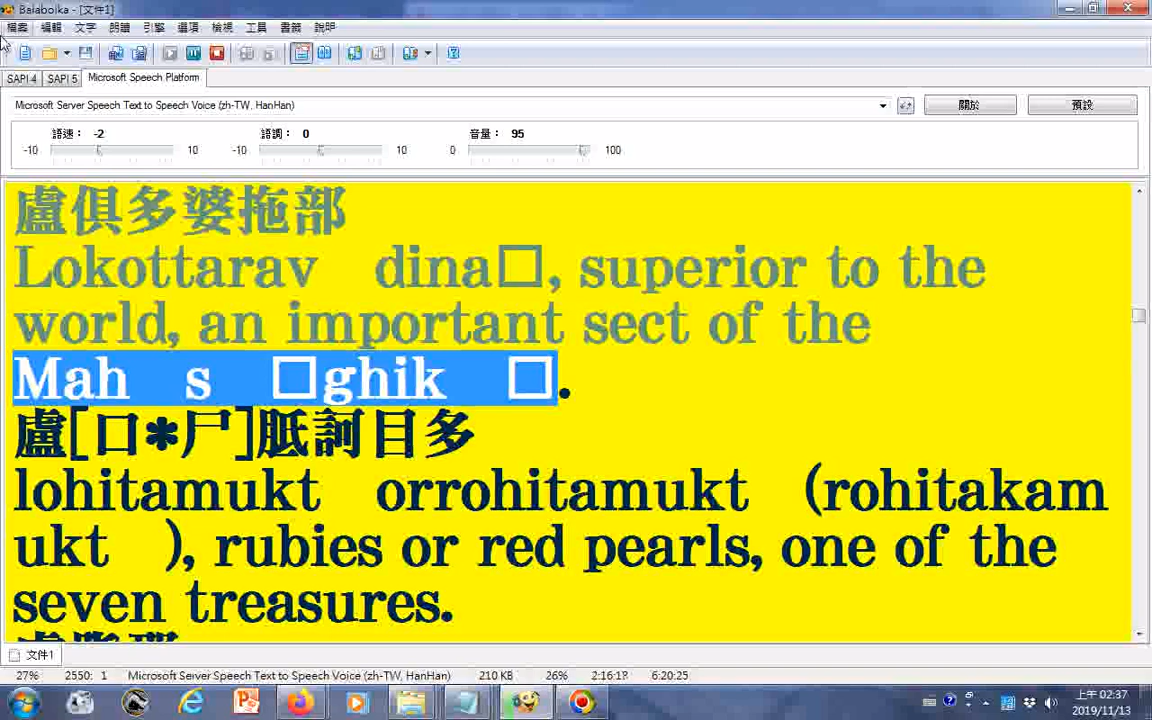 Balabolka - [文件1]
檔案 編輯 文字 朗讀 引擎 選項 檢視 工具 書籤 說明
SAPI 4 SAPI 5 Microsoft Speech Platform
Microsoft Server Speech Text to Speech Voice (zh-TW, HanHan) 關於 預設
語速： -2 語調： 0 音量： 95
-10 10 -10 10 0 100
盧俱多婆拖部
Lokottarav dina□, superior to the
world, an important sect of the
Mah s □ghik □.
盧[口*尸]胝訶目多
lohitamukt orrohitamukt (rohitakam
ukt ), rubies or red pearls, one of the
seven treasures.
文件1
27% 2550: 1 Microsoft Server Speech Text to Speech Voice (zh-TW, HanHan) 210 KB 26% 2:16:1? 6:20:25
上午 02:37
2019/11/13